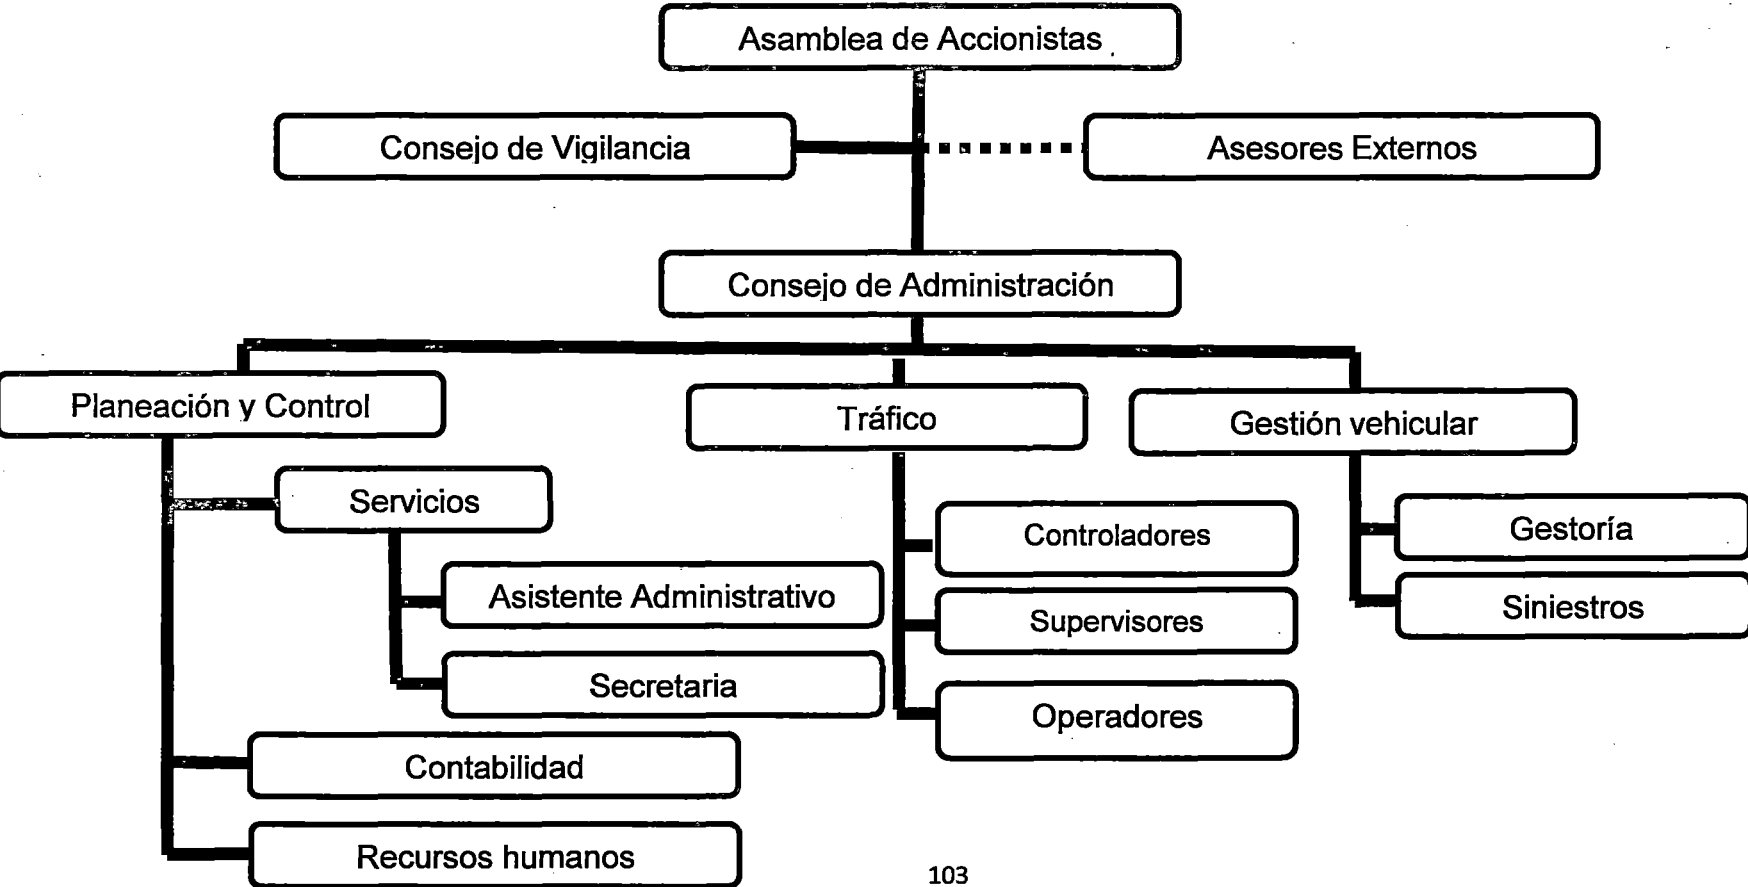 Asamblea de Accionistas
Consejo de Vigilancia
Asesores Externos
Consejo de Administración
Planeación y Control
Tráfico
Gestión vehicular
Servicios
Controladores
Gestoría
Asistente Administrativo
Supervisores
Siniestros
Secretaria
Operadores
Contabilidad
Recursos humanos
103